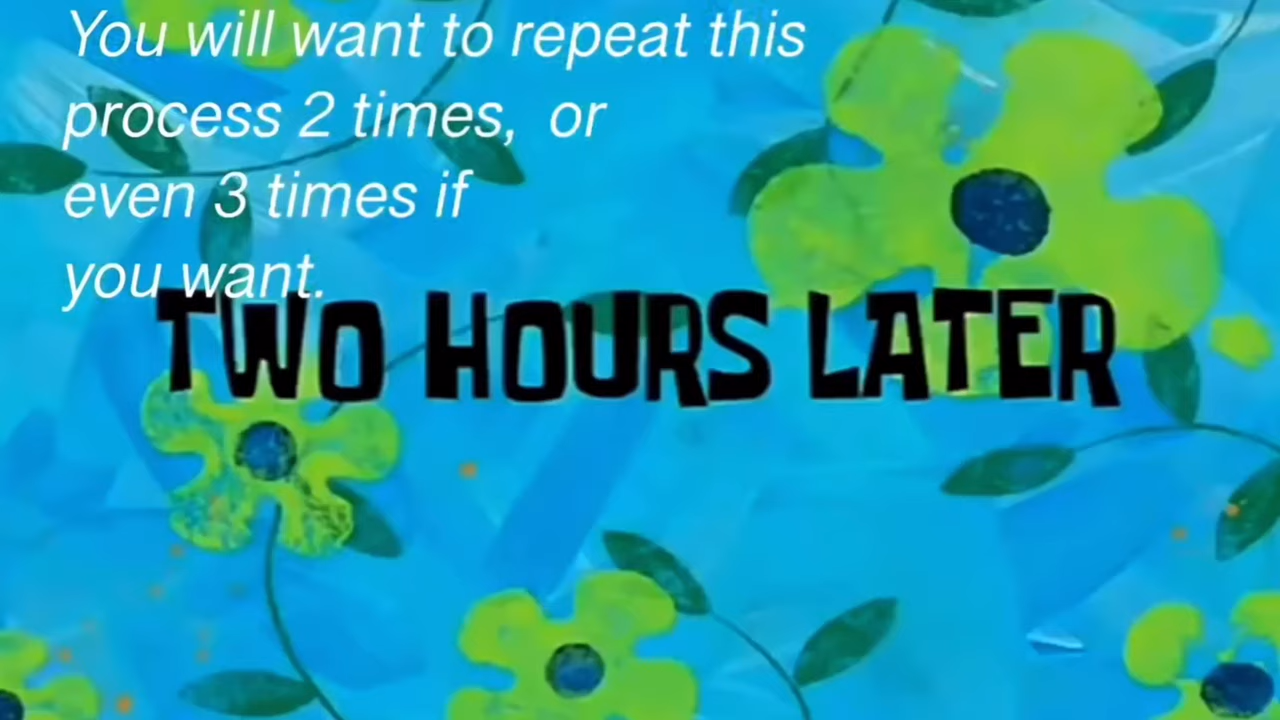 You will want to repeat this
process 2 times,  or
even 3 times if
you want.
TWO HOURS LATER